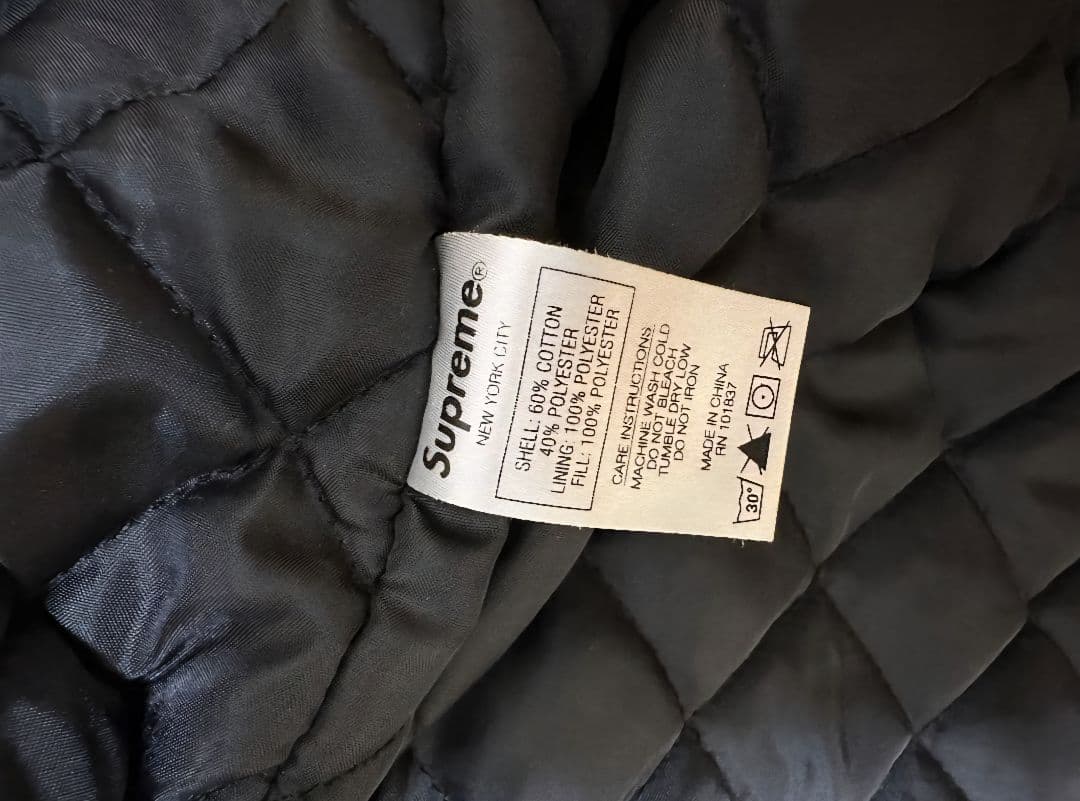 Supreme®
NEW YORK CITY
SHELL: 60% COTTON
40% POLYESTER
LINING: 100% POLYESTER
FILL: 100% POLYESTER
CARE INSTRUCTIONS
MACHINE WASH COLD
DO NOT BLEACH
TUMBLE DRY LOW
DO NOT IRON
MADE IN CHINA
RN 101837
30°